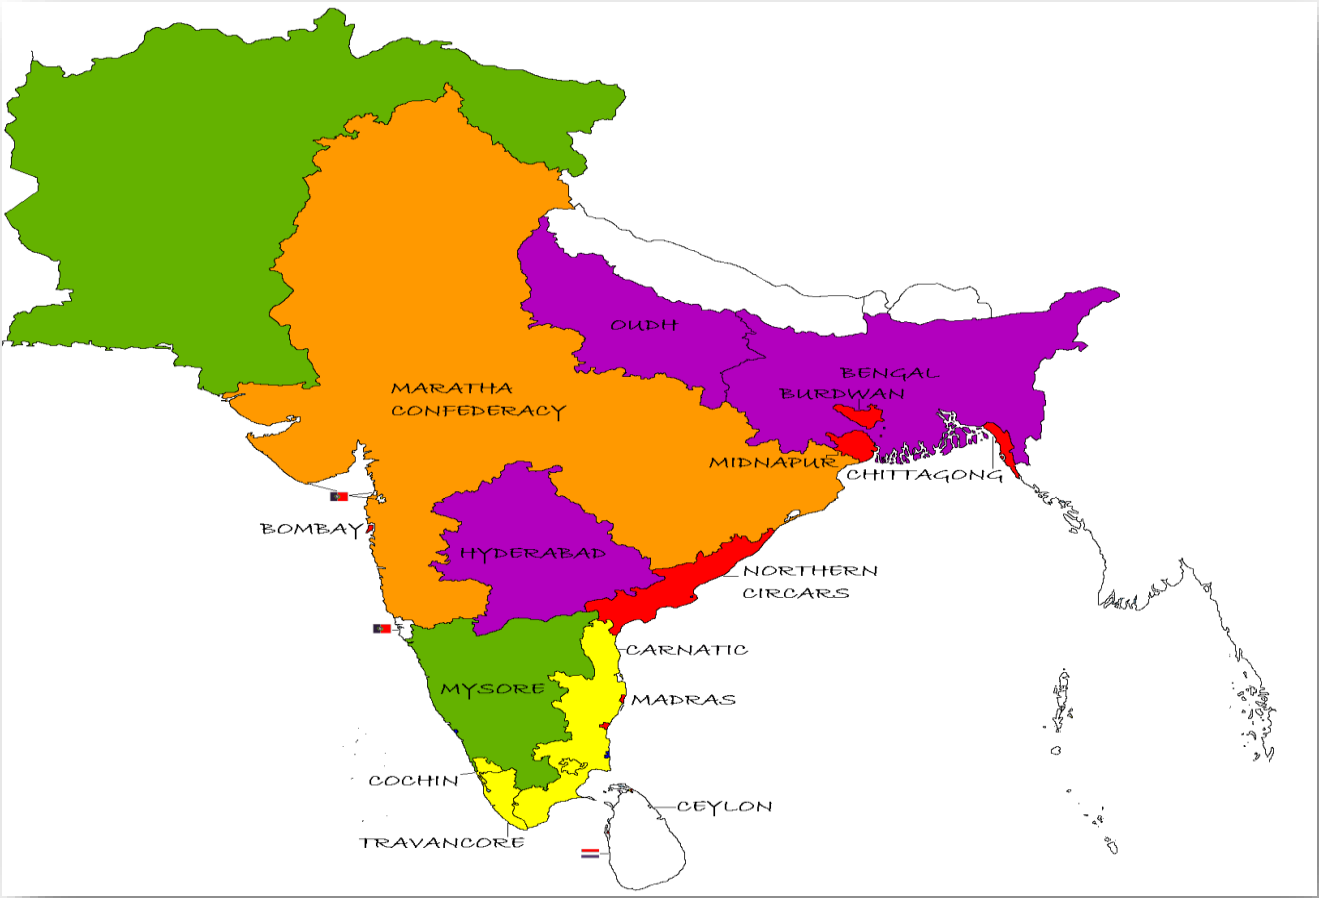 OUDH
BENGAL
BURDWAN
MARATHA
CONFEDERACY
MIDNAPUR
CHITTAGONG
BOMBAY
HYDERABAD
NORTHERN
CIRCARS
CARNATIC
MYSORE
MADRAS
COCHIN
CEYLON
TRAVANCORE